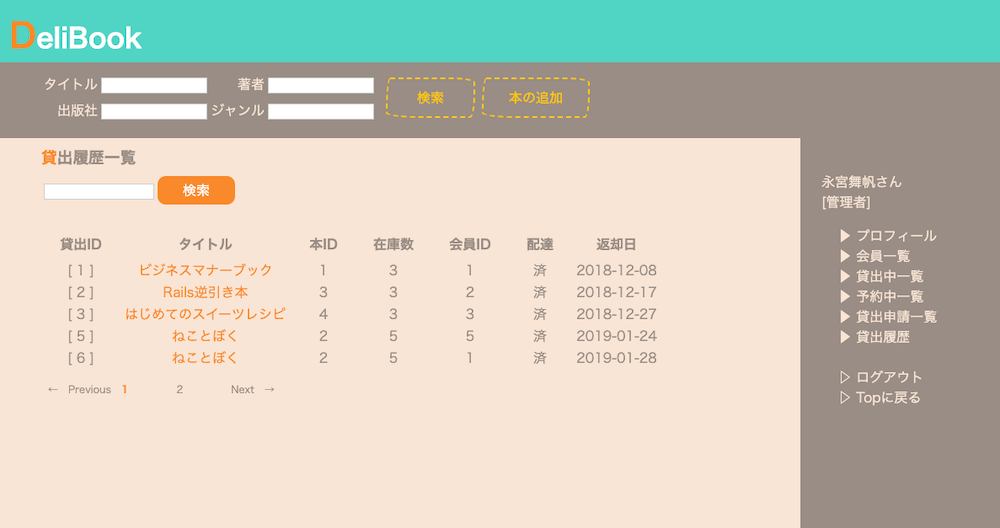 DeliBook
タイトル 著者
出版社 ジャンル
検索 本の追加
貸出履歴一覧
検索
貸出ID タイトル 本ID 在庫数 会員ID 配達 返却日
[ 1 ] ビジネスマナーブック 1 3 1 済 2018-12-08
[ 2 ] Rails逆引き本 3 3 2 済 2018-12-17
[ 3 ] はじめてのスイーツレシピ 4 3 3 済 2018-12-27
[ 5 ] ねことぼく 2 5 5 済 2019-01-24
[ 6 ] ねことぼく 2 5 1 済 2019-01-28
← Previous 1 2 Next →
永宮舞帆さん
[管理者]
▶ プロフィール
▶ 会員一覧
▶ 貸出中一覧
▶ 予約中一覧
▶ 貸出申請一覧
▶ 貸出履歴
▷ ログアウト
▷ Topに戻る